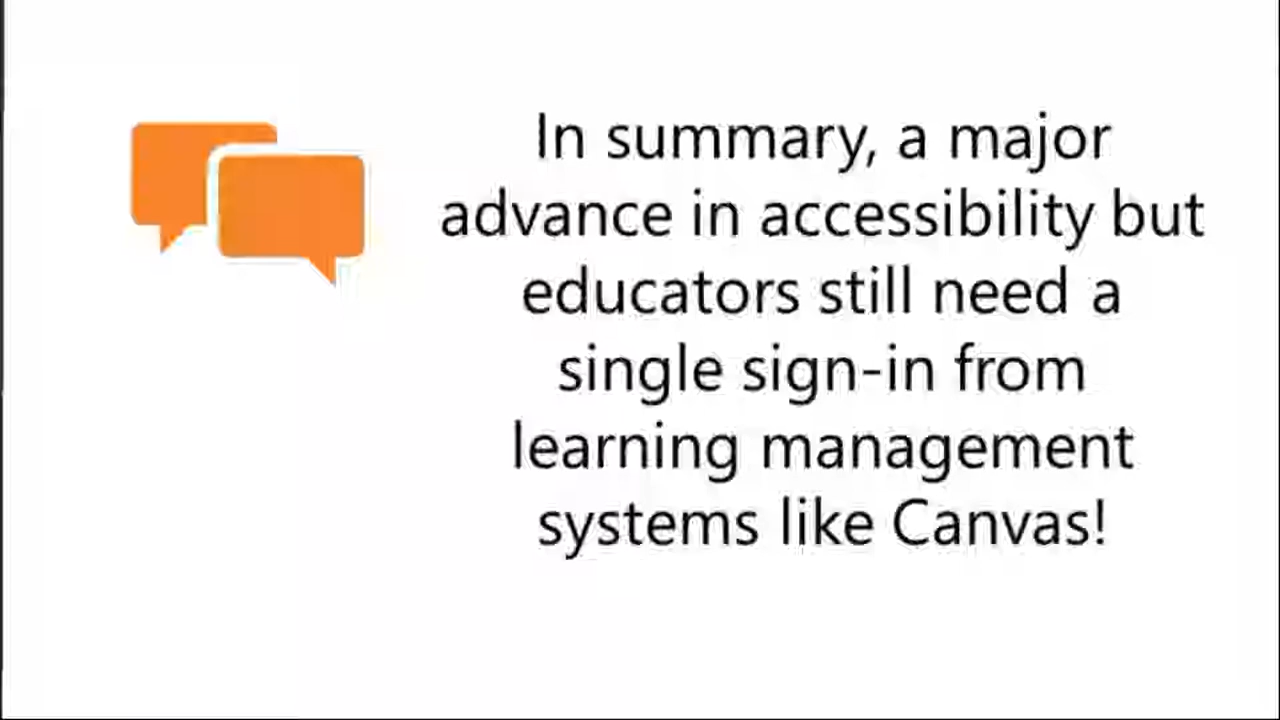 In summary, a major
advance in accessibility but
educators still need a
single sign-in from
learning management
systems like Canvas!